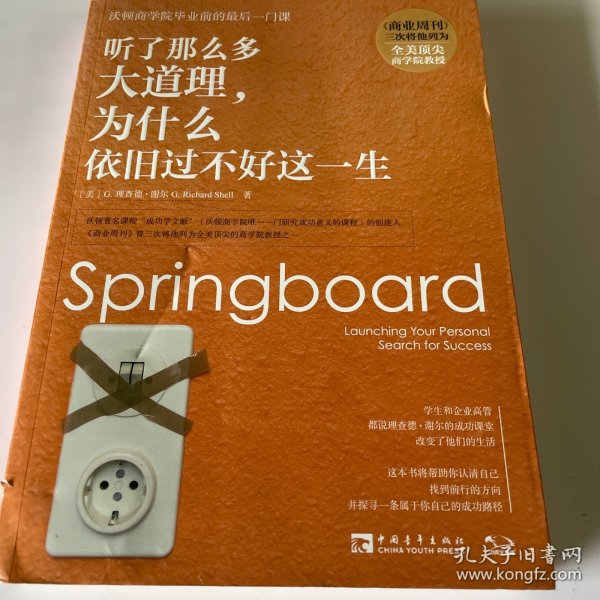 沃顿商学院毕业前的最后一门课
《商业周刊》
三次将他列为
全美顶尖
商学院教授
听了那么多
大道理，
为什么
依旧过不好这一生
［美］G. 理查德·谢尔 G. Richard Shell 著
沃顿著名课程“成功学文献”（沃顿商学院唯一一门研究成功意义的课程）的创建人
《商业周刊》曾三次将他列为全美顶尖的商学院教授之一
Springboard
Launching Your Personal
Search for Success
学生和企业高管
都说理查德·谢尔的成功课堂
改变了他们的生活
这本书将帮助你认清自己
找到前行的方向
并探寻一条属于你自己的成功路径
中国青年出版社
CHINA YOUTH PRESS
孔夫子旧书网
www.kongfz.com